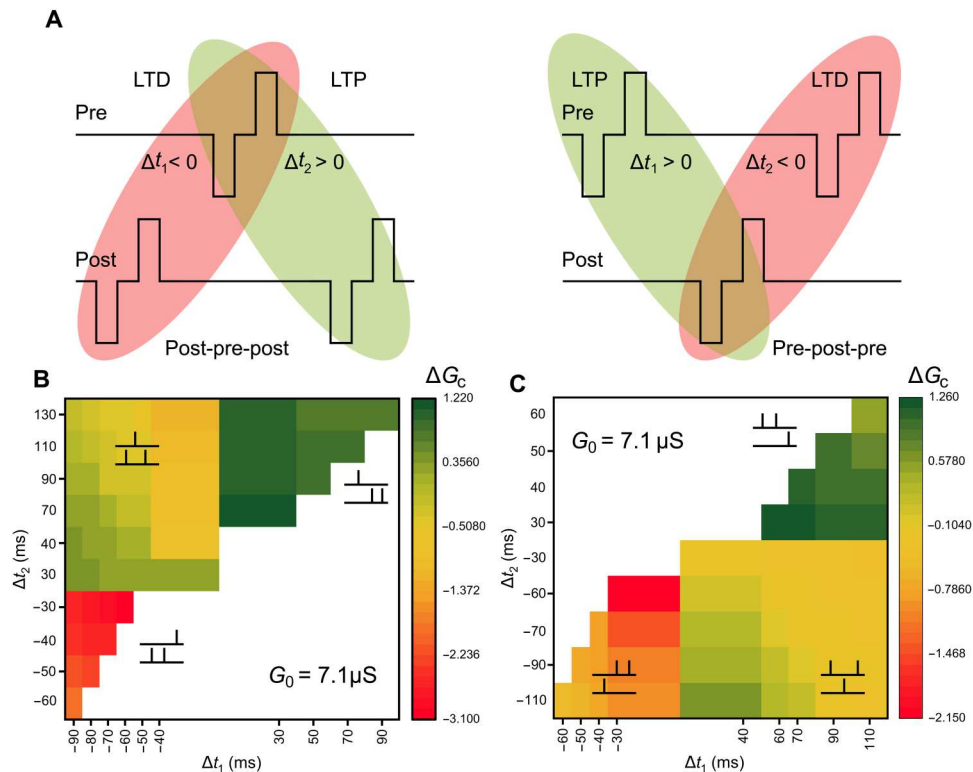 A
LTD LTP
Pre
Δt₁ < 0 Δt₂ > 0
Post
Post-pre-post
LTP LTD
Pre
Δt₁ > 0 Δt₂ < 0
Post
Pre-post-pre
B
ΔG_C
130
110
90
70
40
30
−30
−40
−50
−60
Δt₂ (ms)
G₀ = 7.1 μS
−90 −80 −70 −60 −50 −40 30 50 70 90
Δt₁ (ms)
1.220
0.3560
−0.5080
−1.372
−2.236
−3.100
C
ΔG_C
G₀ = 7.1 μS
60
50
40
30
−30
−60
−70
−90
−110
Δt₂ (ms)
−60 −50 −40 −30 40 60 70 90 110
Δt₁ (ms)
1.260
0.5780
−0.1040
−0.7860
−1.468
−2.150